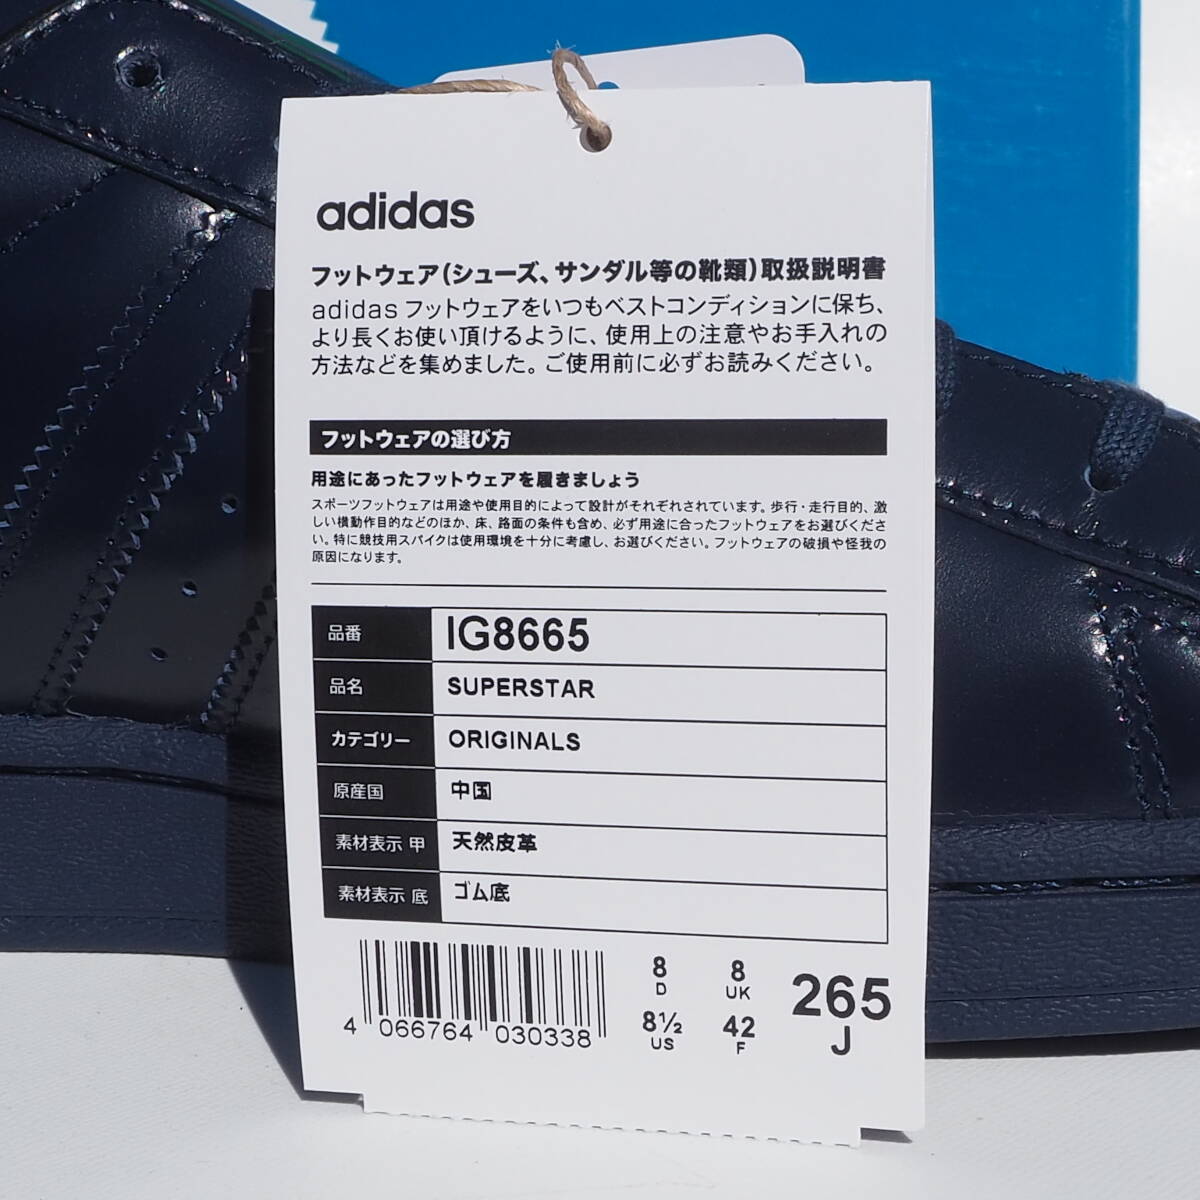 adidas
フットウェア(シューズ、サンダル等の靴類)取扱説明書
adidas フットウェアをいつもベストコンディションに保ち、
より長くお使い頂けるように、使用上の注意やお手入れの
方法などを集めました。ご使用前に必ずお読みください。
フットウェアの選び方
用途にあったフットウェアを履きましょう
スポーツフットウェアは用途や使用目的によって設計がそれぞれされています。歩行・走行目的、激
しい横動作目的などのほか、床、路面の条件も含め、必ず用途に合ったフットウェアをお選びくださ
い。特に競技用スパイクは使用環境を十分に考慮し、お選びください。フットウェアの破損や怪我の
原因になります。
品番 IG8665
品名 SUPERSTAR
カテゴリー ORIGINALS
原産国 中国
素材表示 甲 天然皮革
素材表示 底 ゴム底
8 8 265
D UK J
8½ 42
US F
4 066764 030338